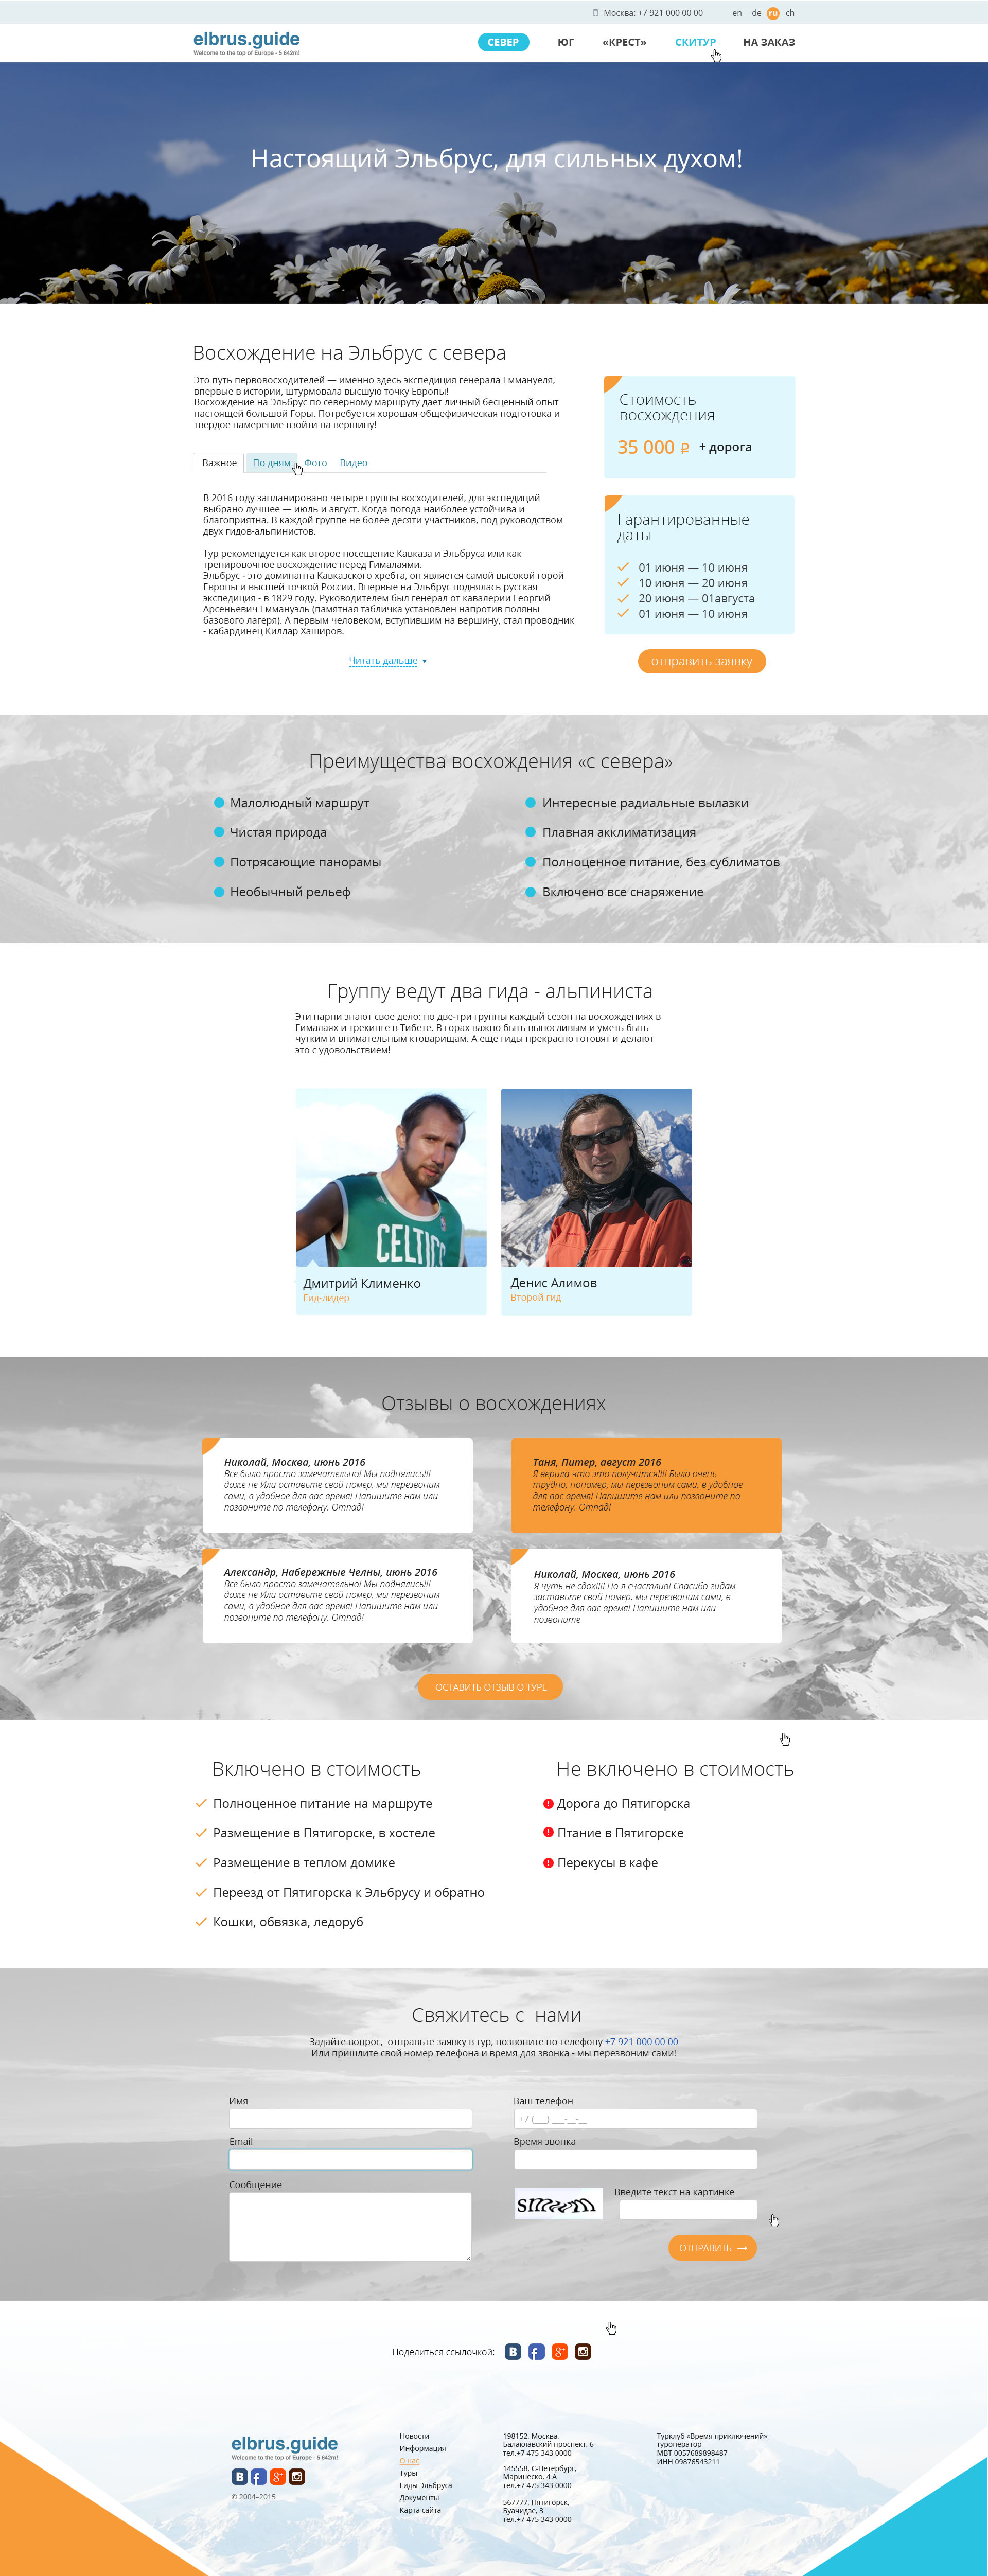 Москва: +7 921 000 00 00
en de ru ch
elbrus.guide
Welcome to the top of Europe - 5 642m!
СЕВЕР ЮГ «КРЕСТ» СКИТУР НА ЗАКАЗ
Настоящий Эльбрус, для сильных духом!
Восхождение на Эльбрус с севера
Это путь первовосходителей — именно здесь экспедиция генерала Еммануеля,
впервые в истории, штурмовала высшую точку Европы!
Восхождение на Эльбрус по северному маршруту дает личный бесценный опыт
настоящей большой Горы. Потребуется хорошая общефизическая подготовка и
твердое намерение взойти на вершину!
Важное По дням Фото Видео
В 2016 году запланировано четыре группы восходителей, для экспедиций
выбрано лучшее — июль и август. Когда погода наиболее устойчива и
благоприятна. В каждой группе не более десяти участников, под руководством
двух гидов-альпинистов.
Тур рекомендуется как второе посещение Кавказа и Эльбруса или как
тренировочное восхождение перед Гималаями.
Эльбрус - это доминанта Кавказского хребта, он является самой высокой горой
Европы и высшей точкой России. Впервые на Эльбрус поднялась русская
экспедиция - в 1829 году. Руководителем был генерал от кавалерии Георгий
Арсеньевич Еммануэль (памятная табличка установлен напротив поляны
базового лагеря). А первым человеком, вступившим на вершину, стал проводник
- кабардинец Киллар Хаширов.
Читать дальше
Стоимость
восхождения
35 000 ₽ + дорога
Гарантированные
даты
01 июня — 10 июня
10 июня — 20 июня
20 июня — 01августа
01 июня — 10 июня
отправить заявку
Преимущества восхождения «с севера»
Малолюдный маршрут
Чистая природа
Потрясающие панорамы
Необычный рельеф
Интересные радиальные вылазки
Плавная акклиматизация
Полноценное питание, без сублиматов
Включено все снаряжение
Группу ведут два гида - альпиниста
Эти парни знают свое дело: по две-три группы каждый сезон на восхождениях в
Гималаях и трекинге в Тибете. В горах важно быть выносливым и уметь быть
чутким и внимательным ктоварищам. А еще гиды прекрасно готовят и делают
это с удовольствием!
CELTIC
Дмитрий Клименко
Гид-лидер
Денис Алимов
Второй гид
Отзывы о восхождениях
Николай, Москва, июнь 2016
Все было просто замечательно! Мы поднялись!!!
даже не Или оставьте свой номер, мы перезвоним
сами, в удобное для вас время! Напишите нам или
позвоните по телефону. Отпад!
Таня, Питер, август 2016
Я верила что это получится!!!! Было очень
трудно, нономер, мы перезвоним сами, в удобное
для вас время! Напишите нам или позвоните по
телефону. Отпад!
Александр, Набережные Челны, июнь 2016
Все было просто замечательно! Мы поднялись!!!
даже не Или оставьте свой номер, мы перезвоним
сами, в удобное для вас время! Напишите нам или
позвоните по телефону. Отпад!
Николай, Москва, июнь 2016
Я чуть не сдох!!!! Но я счастлив! Спасибо гидам
заставьте свой номер, мы перезвоним сами, в
удобное для вас время! Напишите нам или
позвоните
ОСТАВИТЬ ОТЗЫВ О ТУРЕ
Включено в стоимость
Полноценное питание на маршруте
Размещение в Пятигорске, в хостеле
Размещение в теплом домике
Переезд от Пятигорска к Эльбрусу и обратно
Кошки, обвязка, ледоруб
Не включено в стоимость
Дорога до Пятигорска
Птание в Пятигорске
Перекусы в кафе
Свяжитесь с нами
Задайте вопрос, отправьте заявку в тур, позвоните по телефону +7 921 000 00 00
Или пришлите свой номер телефона и время для звонка - мы перезвоним сами!
Имя
Email
Сообщение
Ваш телефон
+7 (___) ___-__-__
Время звонка
Введите текст на картинке
ОТПРАВИТЬ →
Поделиться ссылочкой:
elbrus.guide
Welcome to the top of Europe - 5 642m!
© 2004–2015
Новости
Информация
О нас
Туры
Гиды Эльбруса
Документы
Карта сайта
198152, Москва,
Балаклавский проспект, 6
тел.+7 475 343 0000
145558, С-Петербург,
Маринеско, 4 А
тел.+7 475 343 0000
567777, Пятигорск,
Буачидзе, 3
тел.+7 475 343 0000
Турклуб «Время приключений»
туроператор
МВТ 0057689898487
ИНН 09876543211